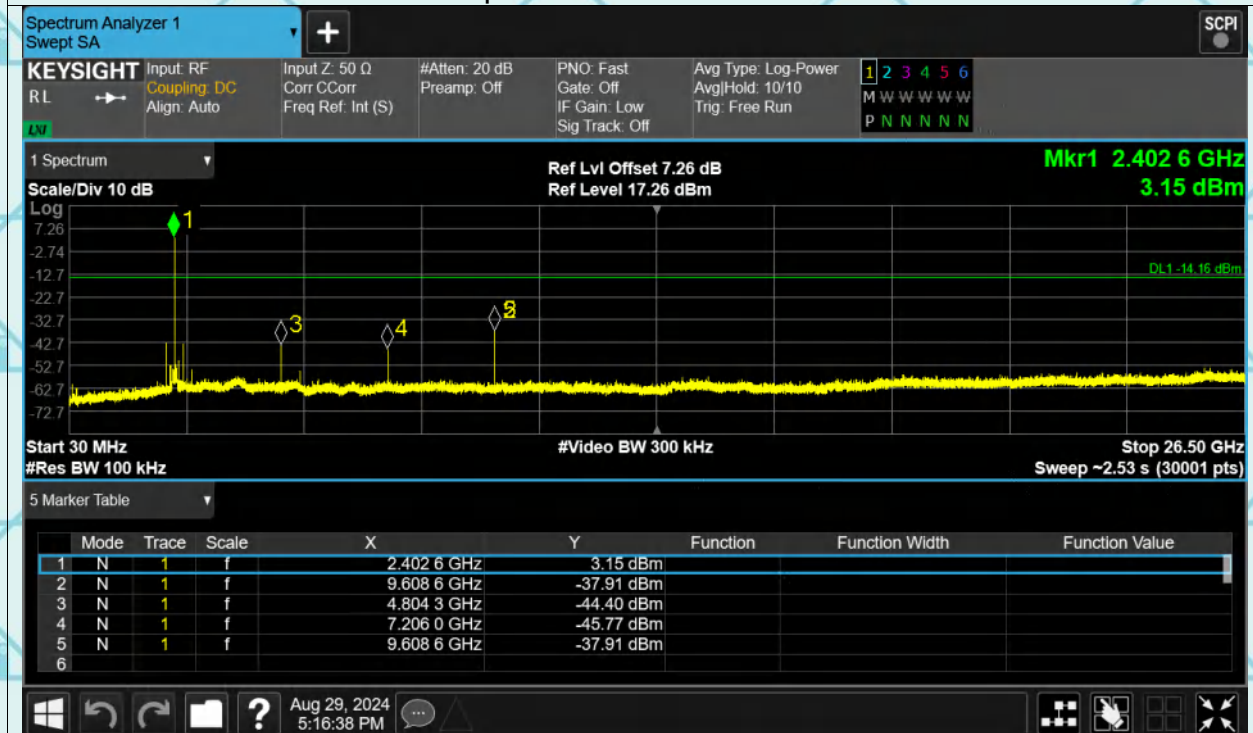 Spectrum Analyzer 1
Swept SA
+
SCPI
KEYSIGHT Input: RF Input Z: 50 Ω #Atten: 20 dB PNO: Fast Avg Type: Log-Power 1 2 3 4 5 6
RL Coupling: DC Corr CCorr Preamp: Off Gate: Off Avg|Hold: 10/10 M W W W W W
Align: Auto Freq Ref: Int (S) IF Gain: Low Trig: Free Run P N N N N N
LXI Sig Track: Off
1 Spectrum Ref Lvl Offset 7.26 dB Mkr1 2.402 6 GHz
Scale/Div 10 dB Ref Level 17.26 dBm 3.15 dBm
Log
1
7.26
-2.74
-12.7 DL1 -14.16 dBm
-22.7
-32.7 3 4
-42.7
-52.7
-62.7
-72.7
Start 30 MHz #Video BW 300 kHz Stop 26.50 GHz
#Res BW 100 kHz Sweep ~2.53 s (30001 pts)
5 Marker Table
Mode Trace Scale X Y Function Function Width Function Value
1 N 1 f 2.402 6 GHz 3.15 dBm
2 N 1 f 9.608 6 GHz -37.91 dBm
3 N 1 f 4.804 3 GHz -44.40 dBm
4 N 1 f 7.206 0 GHz -45.77 dBm
5 N 1 f 9.608 6 GHz -37.91 dBm
6
? Aug 29, 2024
5:16:38 PM